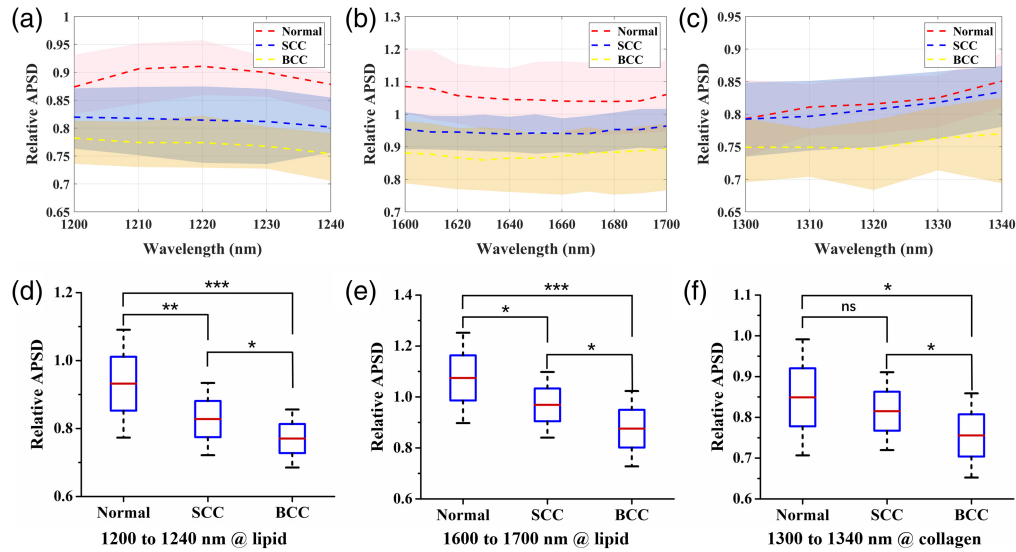 (a)
1
0.95
0.9
0.85
0.8
0.75
0.7
0.65
Relative APSD
Normal
SCC
BCC
1200 1210 1220 1230 1240
Wavelength (nm)
(b)
1.3
1.2
1.1
1
0.9
0.8
0.7
Relative APSD
Normal
SCC
BCC
1600 1620 1640 1660 1680 1700
Wavelength (nm)
(c)
0.9
0.85
0.8
0.75
0.7
0.65
Relative APSD
Normal
SCC
BCC
1300 1310 1320 1330 1340
Wavelength (nm)
(d)
1.2
1.0
0.8
0.6
Relative APSD
***
**
*
Normal SCC BCC
1200 to 1240 nm @ lipid
(e)
1.4
1.2
1.0
0.8
0.6
Relative APSD
***
*
*
Normal SCC BCC
1600 to 1700 nm @ lipid
(f)
1.1
1.0
0.9
0.8
0.7
0.6
0.5
Relative APSD
*
ns
*
Normal SCC BCC
1300 to 1340 nm @ collagen